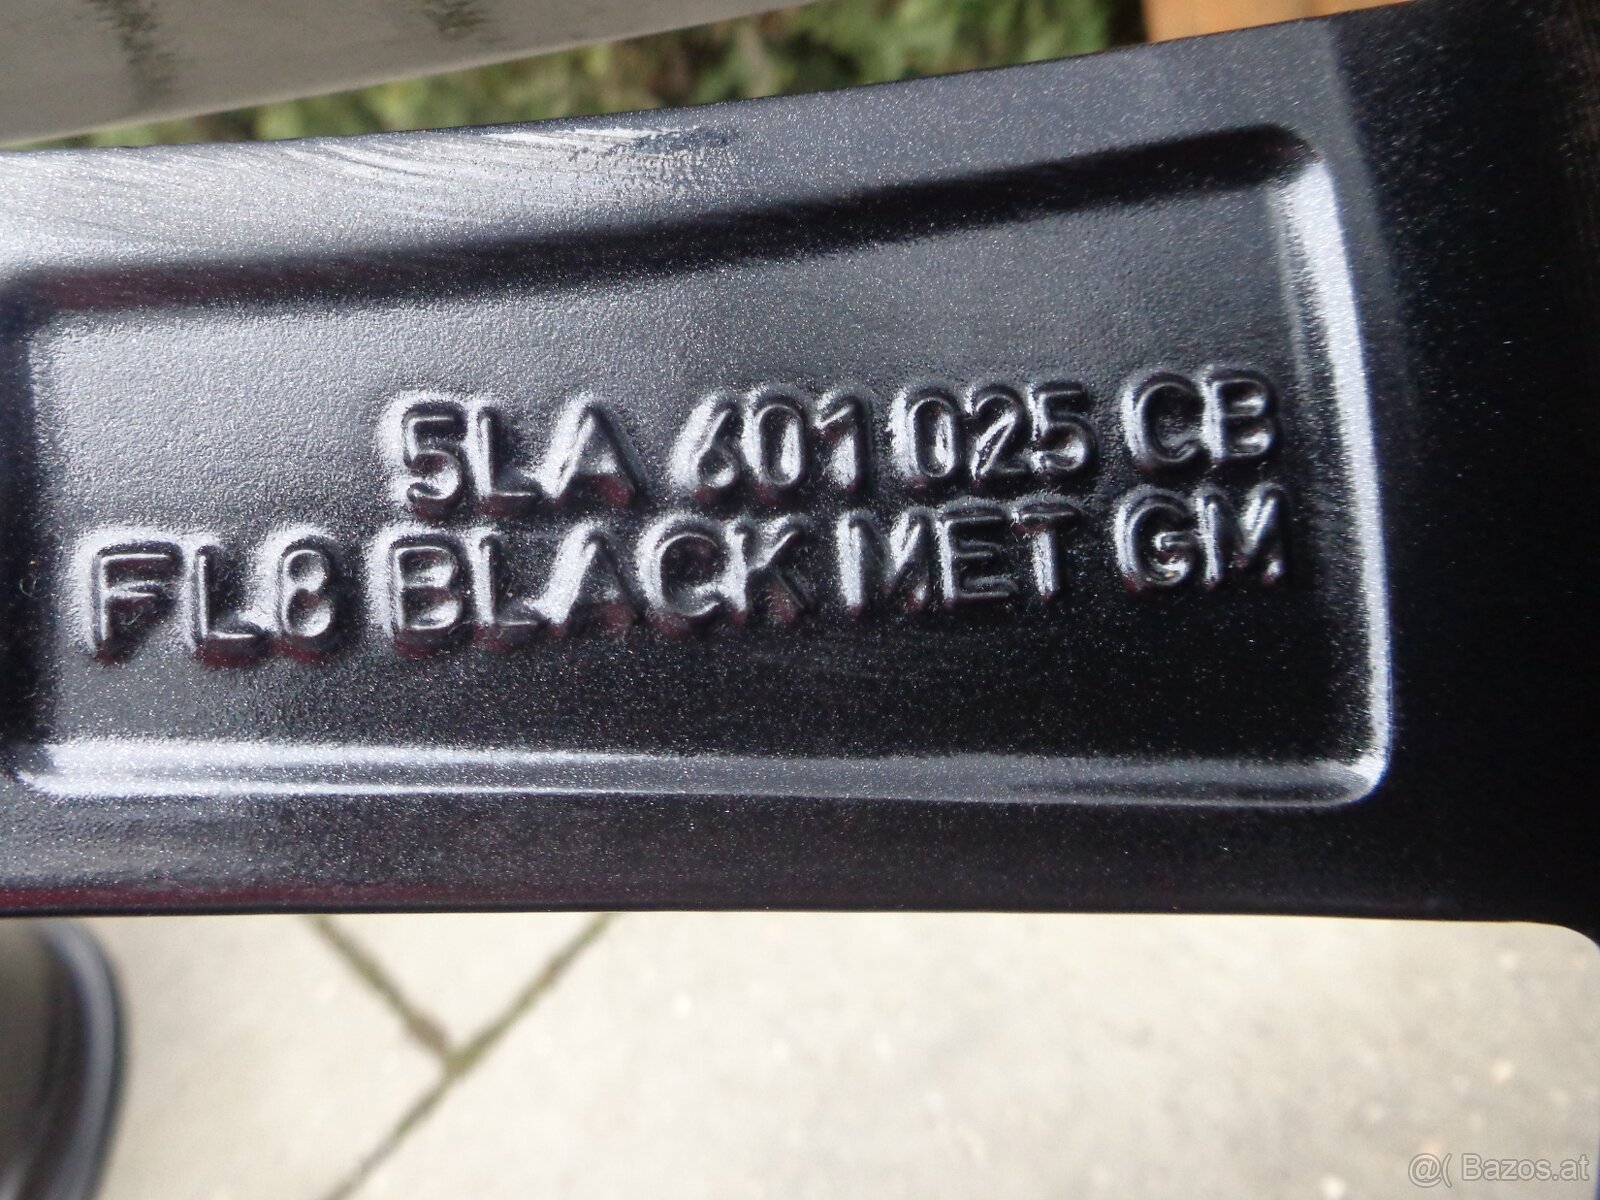 5LA 601 025 CB
FL8 BLACK MET GM
@( Bazos.at